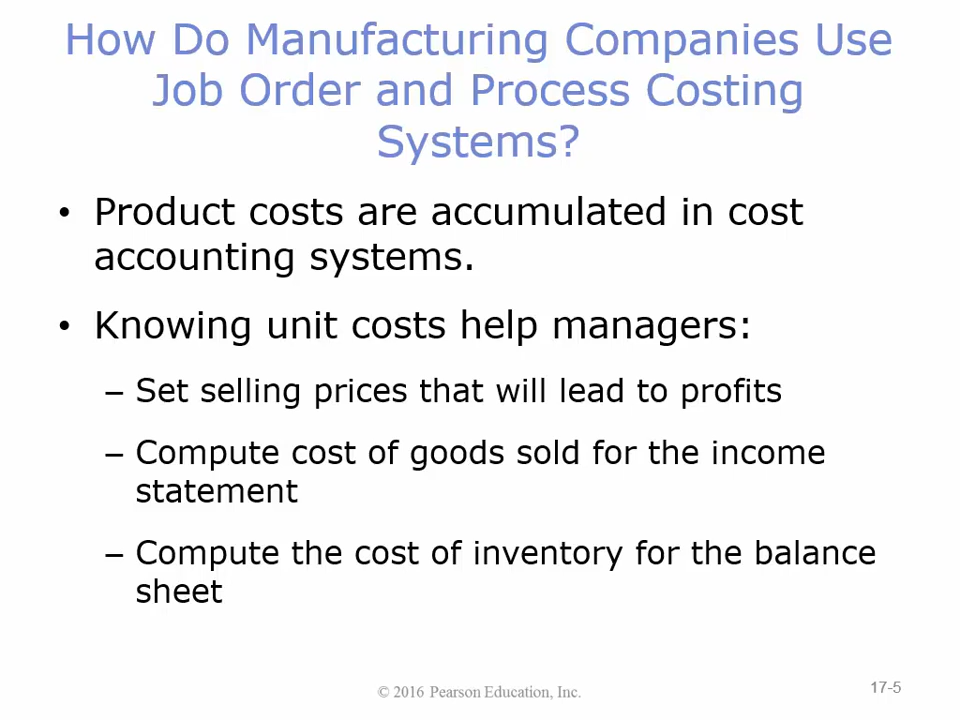 How Do Manufacturing Companies Use
Job Order and Process Costing
Systems?
• Product costs are accumulated in cost
accounting systems.
• Knowing unit costs help managers:
– Set selling prices that will lead to profits
– Compute cost of goods sold for the income
statement
– Compute the cost of inventory for the balance
sheet
© 2016 Pearson Education, Inc.
17-5